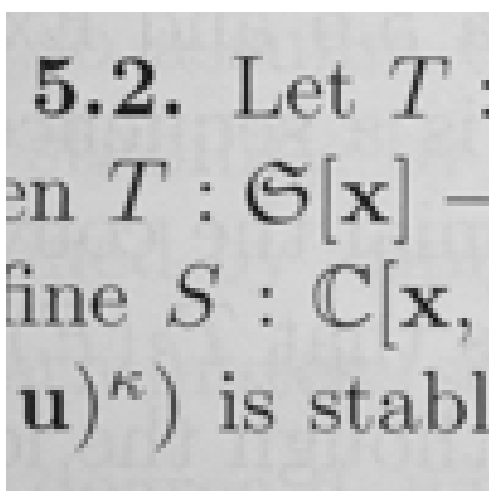 5.2. Let T :
en T : 𝔖[x] —
fine S : ℂ[x,
u)^κ) is stabl